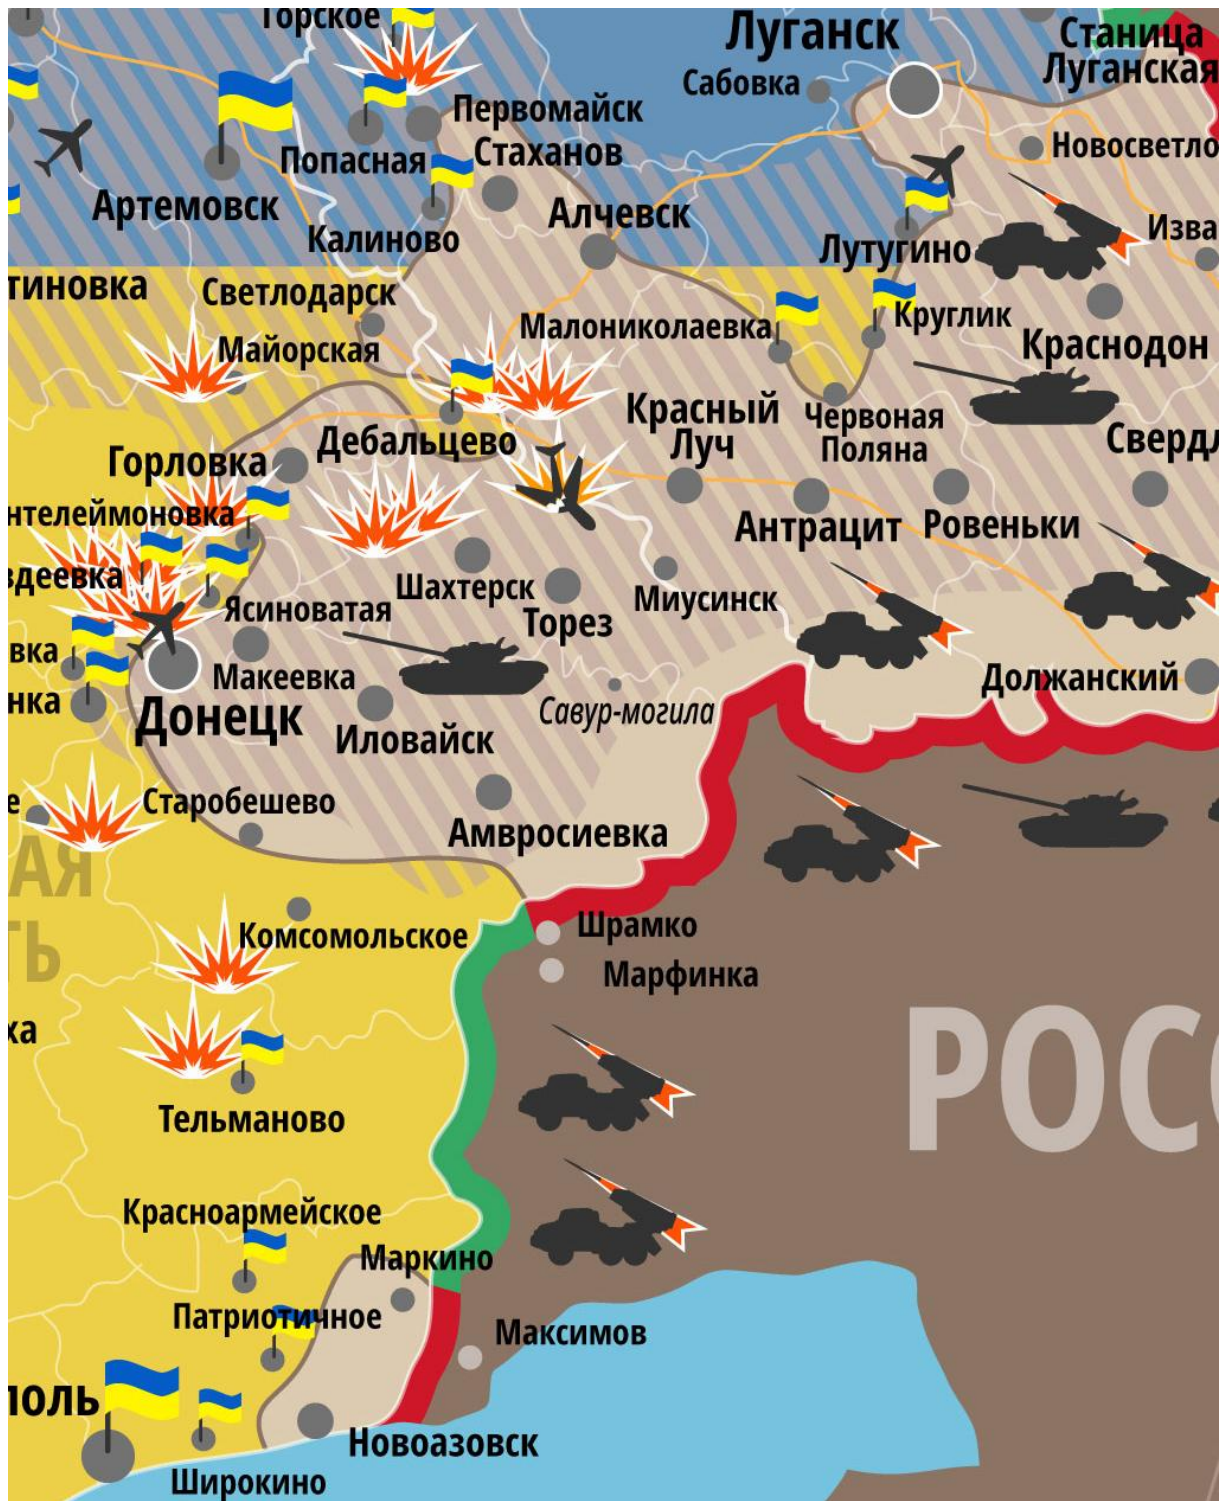 Горское
Луганск
Станица
Луганская
Сабовка
Первомайск
Попасная
Стаханов
Новосветло
Артемовск
Калиново
Алчевск
Лутугино
Изва
тиновка
Светлодарск
Малониколаевка
Круглик
Майорская
Краснодон
Красный
Луч
Червоная
Поляна
Дебальцево
Свердл
Горловка
нтелеймоновка
Антрацит
Ровеньки
вдеевка
Шахтерск
Миусинск
Ясиноватая
Торез
вка
Макеевка
Должанский
нка
Донецк
Савур-могила
Иловайск
е
Старобешево
Амвросиевка
АЯ
ТЬ
Комсомольское
Шрамко
Марфинка
ха
РОСС
Тельманово
Красноармейское
Маркино
Патриотичное
Максимов
поль
Новоазовск
Широкино